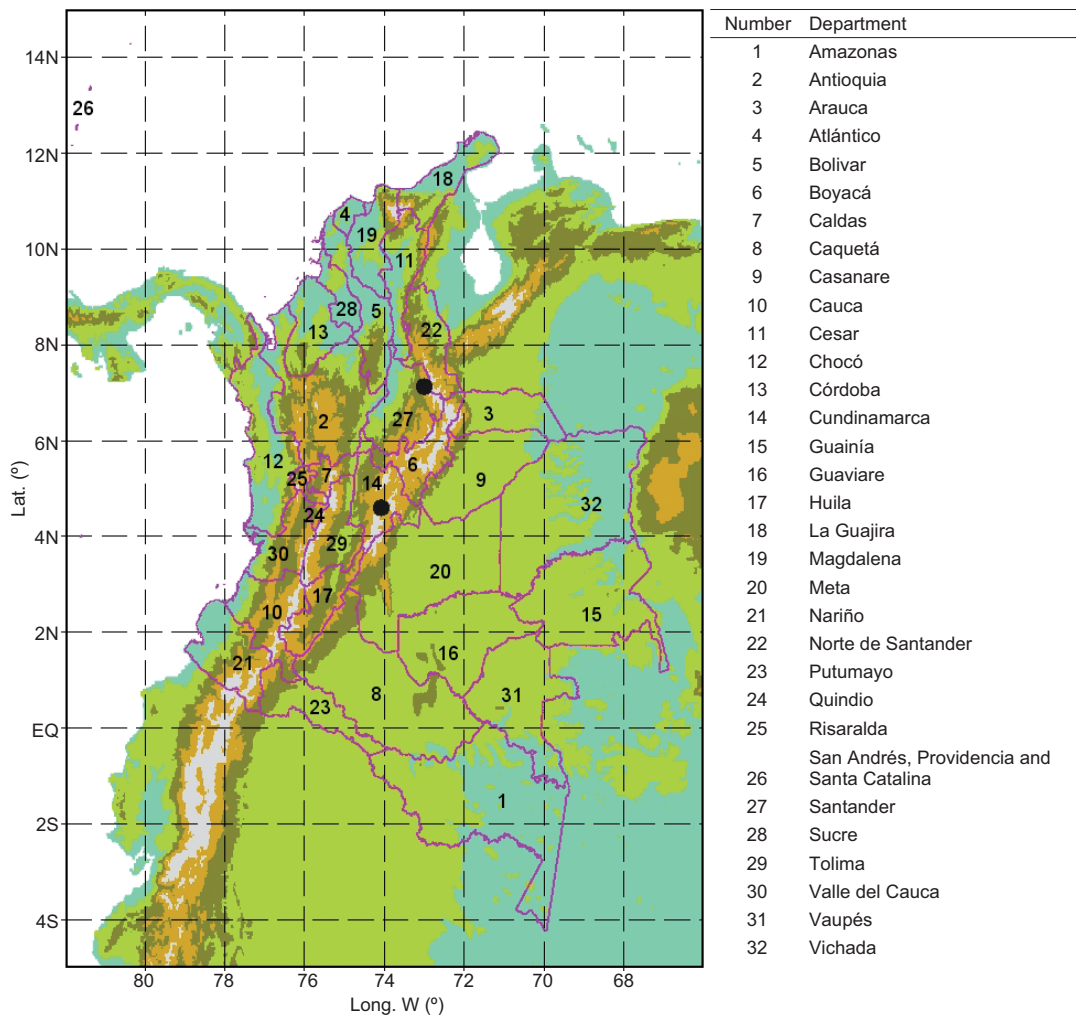 Number Department
1 Amazonas
2 Antioquia
3 Arauca
4 Atlántico
5 Bolivar
6 Boyacá
7 Caldas
8 Caquetá
9 Casanare
10 Cauca
11 Cesar
12 Chocó
13 Córdoba
14 Cundinamarca
15 Guainía
16 Guaviare
17 Huila
18 La Guajira
19 Magdalena
20 Meta
21 Nariño
22 Norte de Santander
23 Putumayo
24 Quindio
25 Risaralda
San Andrés, Providencia and
26 Santa Catalina
27 Santander
28 Sucre
29 Tolima
30 Valle del Cauca
31 Vaupés
32 Vichada
14N
12N
10N
8N
6N
4N
2N
EQ
2S
4S
Lat. (º)
80 78 76 74 72 70 68
Long. W (º)
26
18
4
19
11
28
5
13
22
2
27
3
12
25
7
14
6
9
24
32
30
29
20
10
17
15
21
16
23
8
31
1